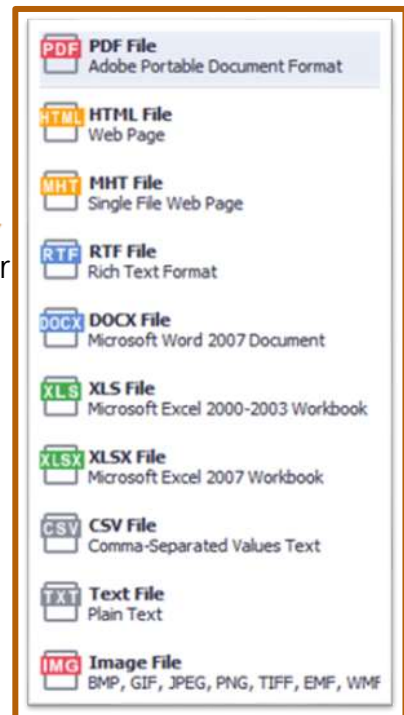 PDF
PDF File
Adobe Portable Document Format
HTML
HTML File
Web Page
MHT
MHT File
Single File Web Page
r
RTF
RTF File
Rich Text Format
DOCX
DOCX File
Microsoft Word 2007 Document
XLS
XLS File
Microsoft Excel 2000-2003 Workbook
XLSX
XLSX File
Microsoft Excel 2007 Workbook
CSV
CSV File
Comma-Separated Values Text
TXT
Text File
Plain Text
IMG
Image File
BMP, GIF, JPEG, PNG, TIFF, EMF, WMF